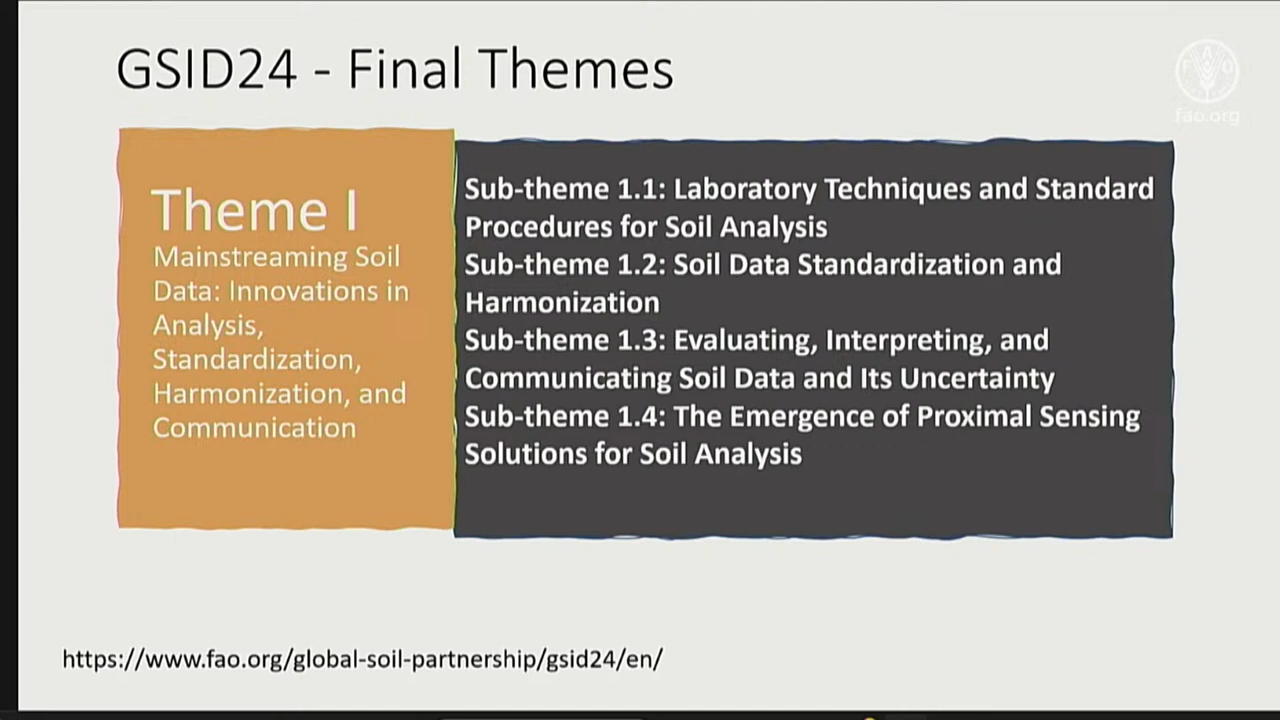 GSID24 - Final Themes
F A O
fao.org
Theme I
Mainstreaming Soil
Data: Innovations in
Analysis,
Standardization,
Harmonization, and
Communication
Sub-theme 1.1: Laboratory Techniques and Standard
Procedures for Soil Analysis
Sub-theme 1.2: Soil Data Standardization and
Harmonization
Sub-theme 1.3: Evaluating, Interpreting, and
Communicating Soil Data and Its Uncertainty
Sub-theme 1.4: The Emergence of Proximal Sensing
Solutions for Soil Analysis
https://www.fao.org/global-soil-partnership/gsid24/en/